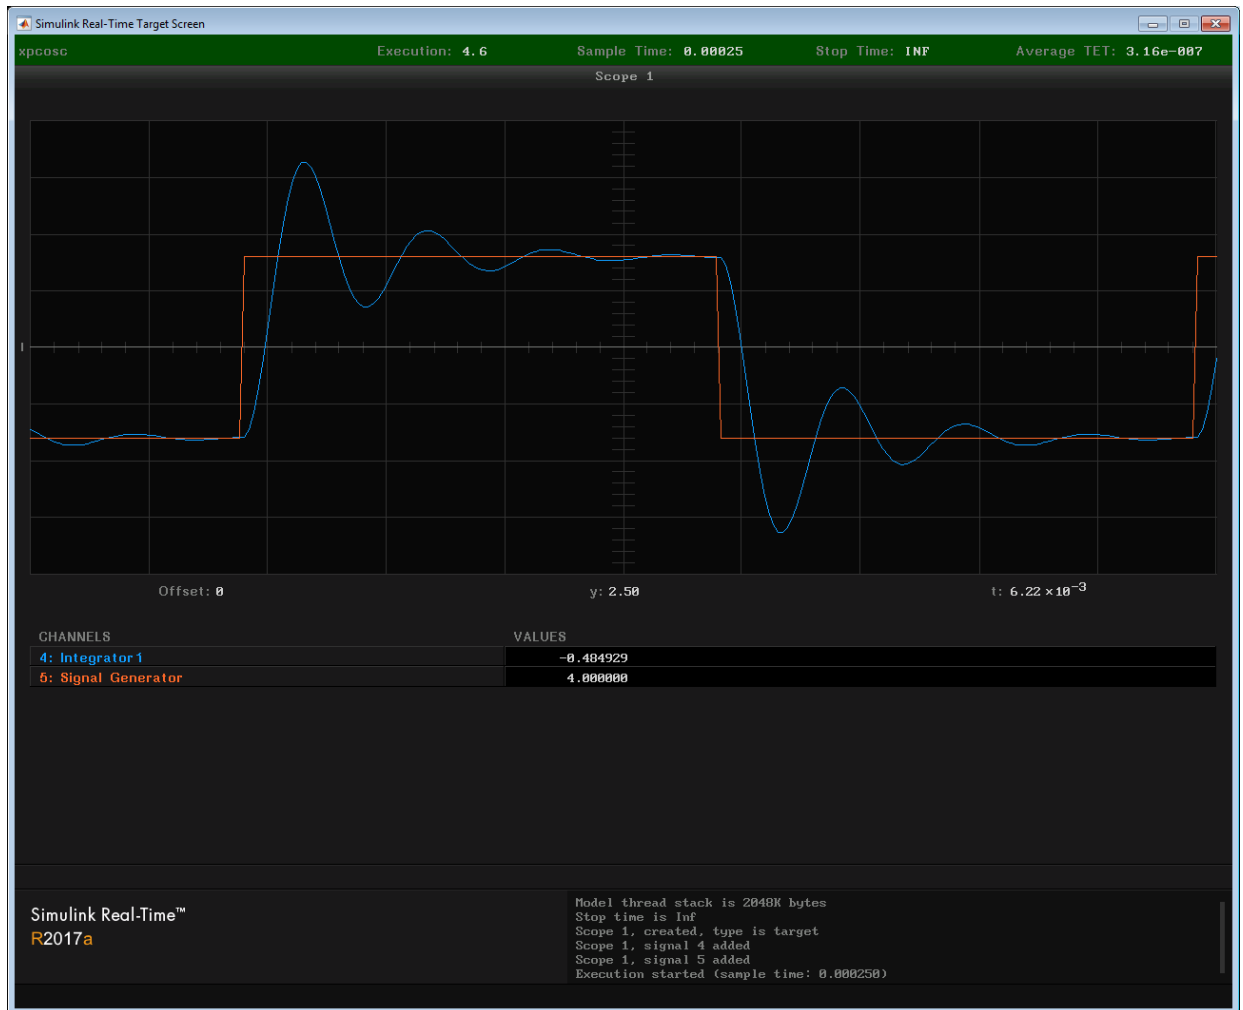 Simulink Real-Time Target Screen
xpcosc Execution: 4.6 Sample Time: 0.00025 Stop Time: INF Average TET: 3.16e-007
Scope 1
Offset: 0 y: 2.50 t: 6.22 ×10⁻³
CHANNELS VALUES
4: Integrator1 -0.484929
5: Signal Generator 4.000000
Simulink Real-Time™
R2017a
Model thread stack is 2048K bytes
Stop time is Inf
Scope 1, created, type is target
Scope 1, signal 4 added
Scope 1, signal 5 added
Execution started (sample time: 0.000250)